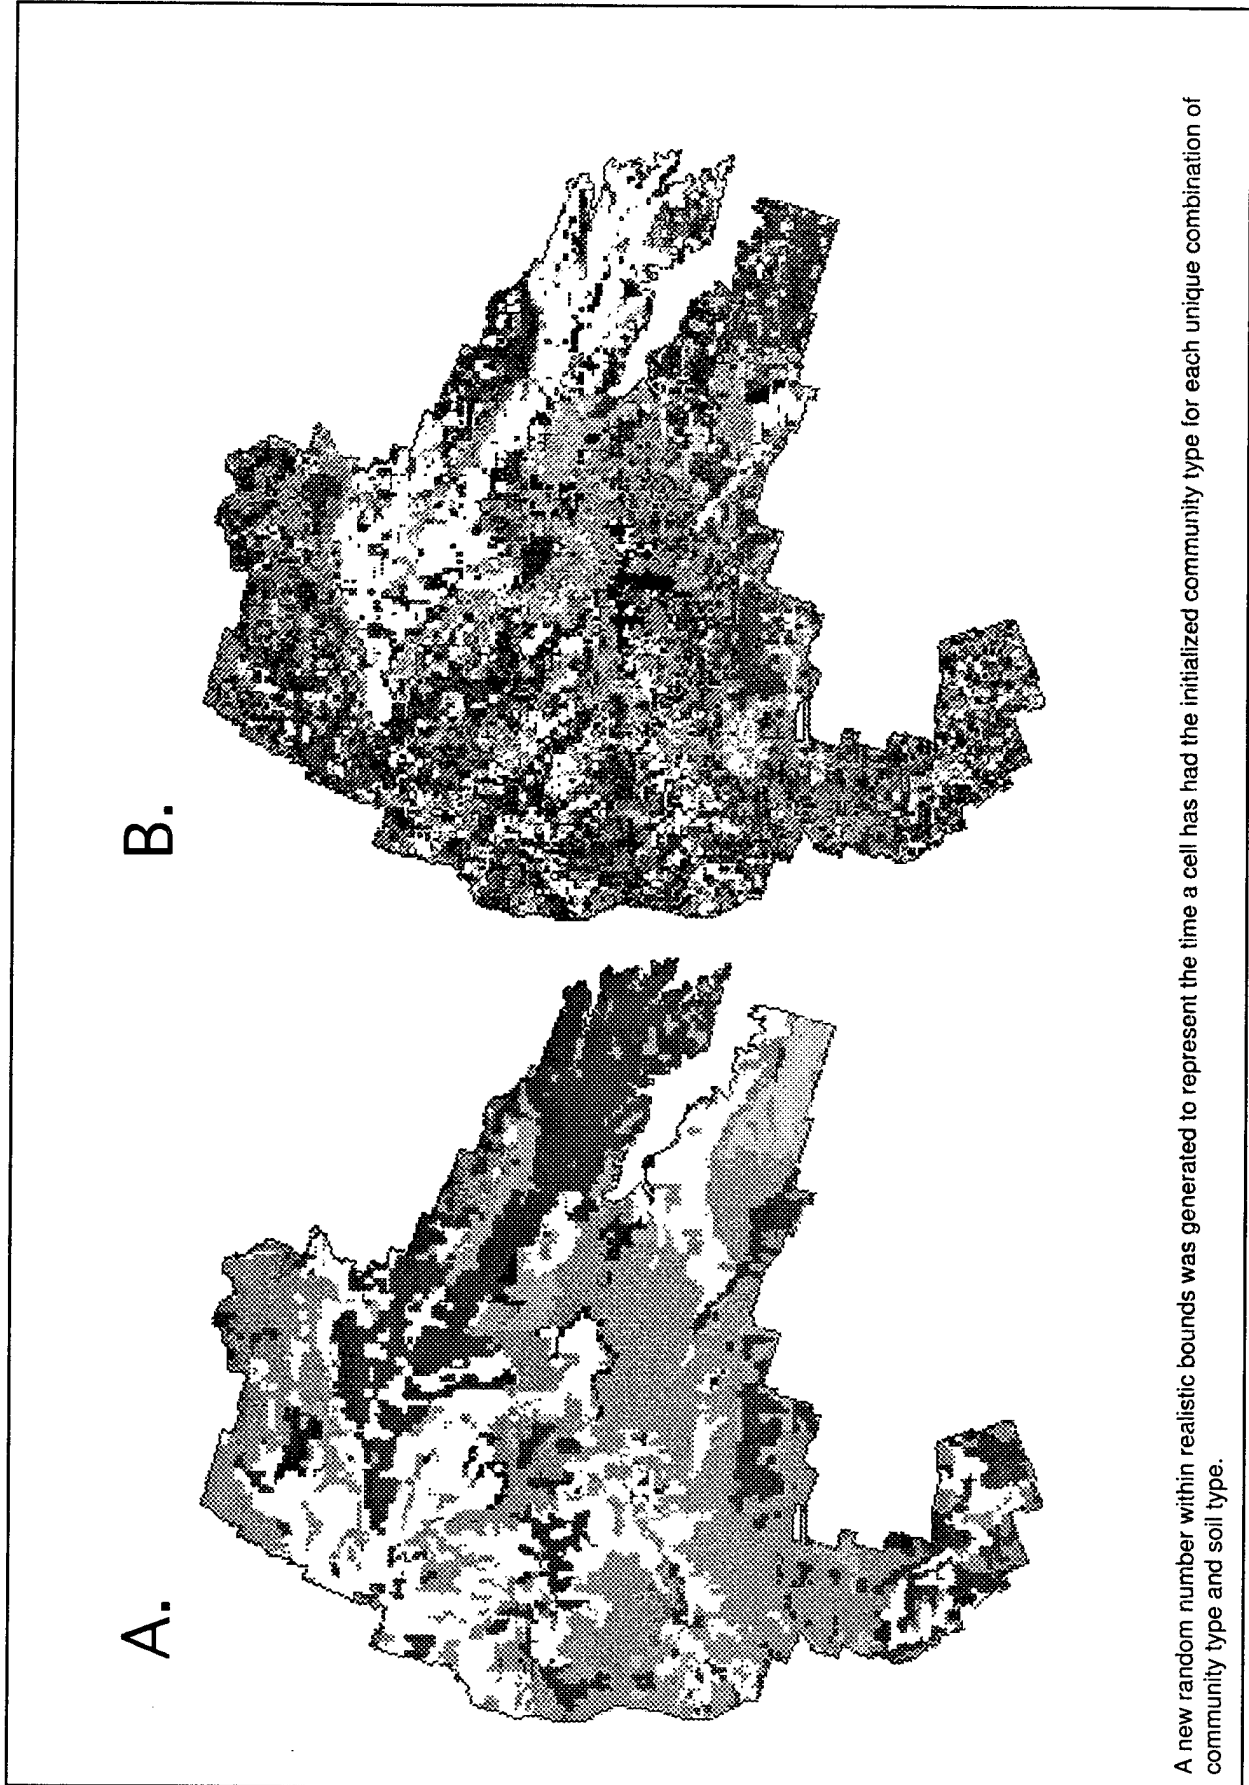 A.
B.
A new random number within realistic bounds was generated to represent the time a cell has had the initialized community type for each unique combination of
community type and soil type.